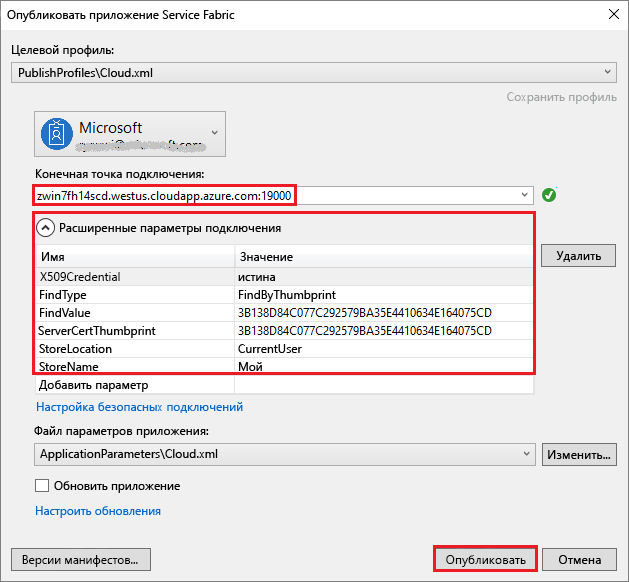 Опубликовать приложение Service Fabric
Целевой профиль:
PublishProfiles\Cloud.xml
Сохранить профиль
Microsoft
Конечная точка подключения:
zwin7fh14scd.westus.cloudapp.azure.com:19000
Расширенные параметры подключения
Имя Значение
X509Credential истина
FindType FindByThumbprint
FindValue 3B138D84C077C292579BA35E4410634E164075CD
ServerCertThumbprint 3B138D84C077C292579BA35E4410634E164075CD
StoreLocation CurrentUser
StoreName Мой
Добавить параметр
Удалить
Настройка безопасных подключений
Файл параметров приложения:
ApplicationParameters\Cloud.xml
Изменить...
Обновить приложение
Настроить обновления
Версии манифестов...
Опубликовать
Отмена